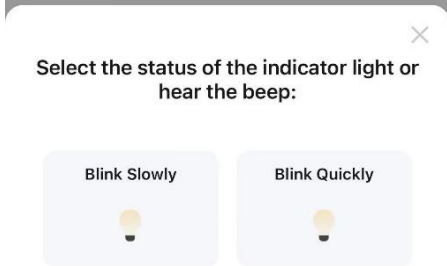 Select the status of the indicator light or
hear the beep:
Blink Slowly
Blink Quickly